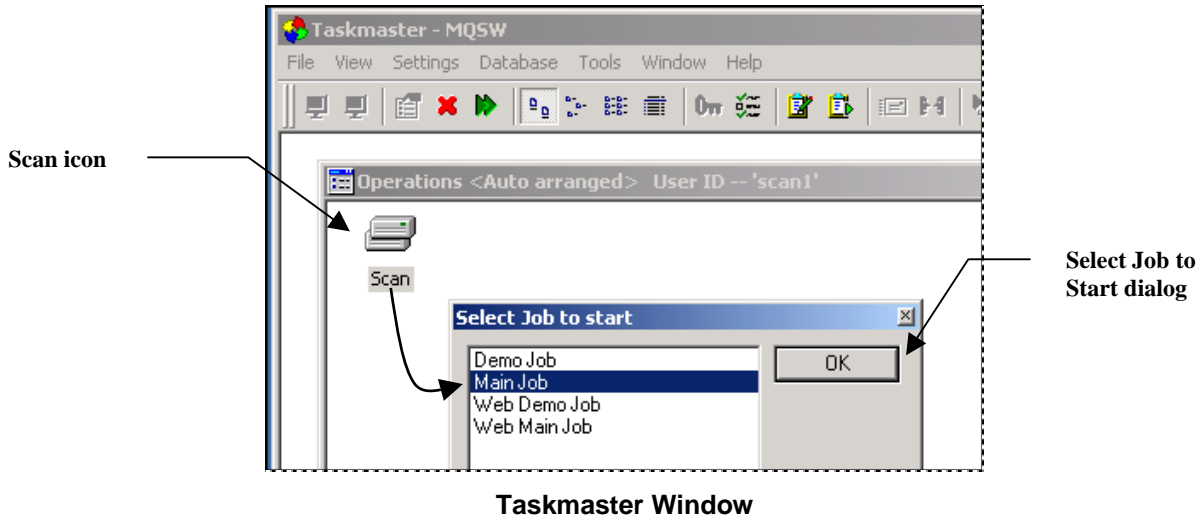 Taskmaster - MQSW
File View Settings Database Tools Window Help
Scan icon
Operations <Auto arranged> User ID -- 'scan1'
Scan
Select Job to
Start dialog
Select Job to start
OK
Demo Job
Main Job
Web Demo Job
Web Main Job
Taskmaster Window